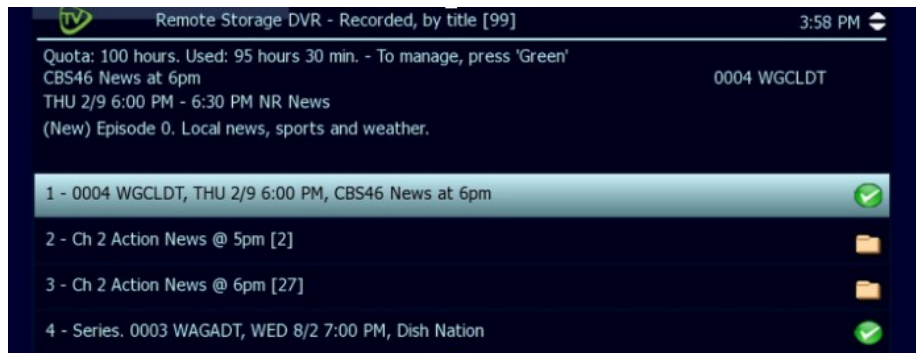 TV
Remote Storage DVR - Recorded, by title [99]
3:58 PM
Quota: 100 hours. Used: 95 hours 30 min. - To manage, press 'Green'
CBS46 News at 6pm
0004 WGCLDT
THU 2/9 6:00 PM - 6:30 PM NR News
(New) Episode 0. Local news, sports and weather.
1 - 0004 WGCLDT, THU 2/9 6:00 PM, CBS46 News at 6pm
2 - Ch 2 Action News @ 5pm [2]
3 - Ch 2 Action News @ 6pm [27]
4 - Series. 0003 WAGADT, WED 8/2 7:00 PM, Dish Nation